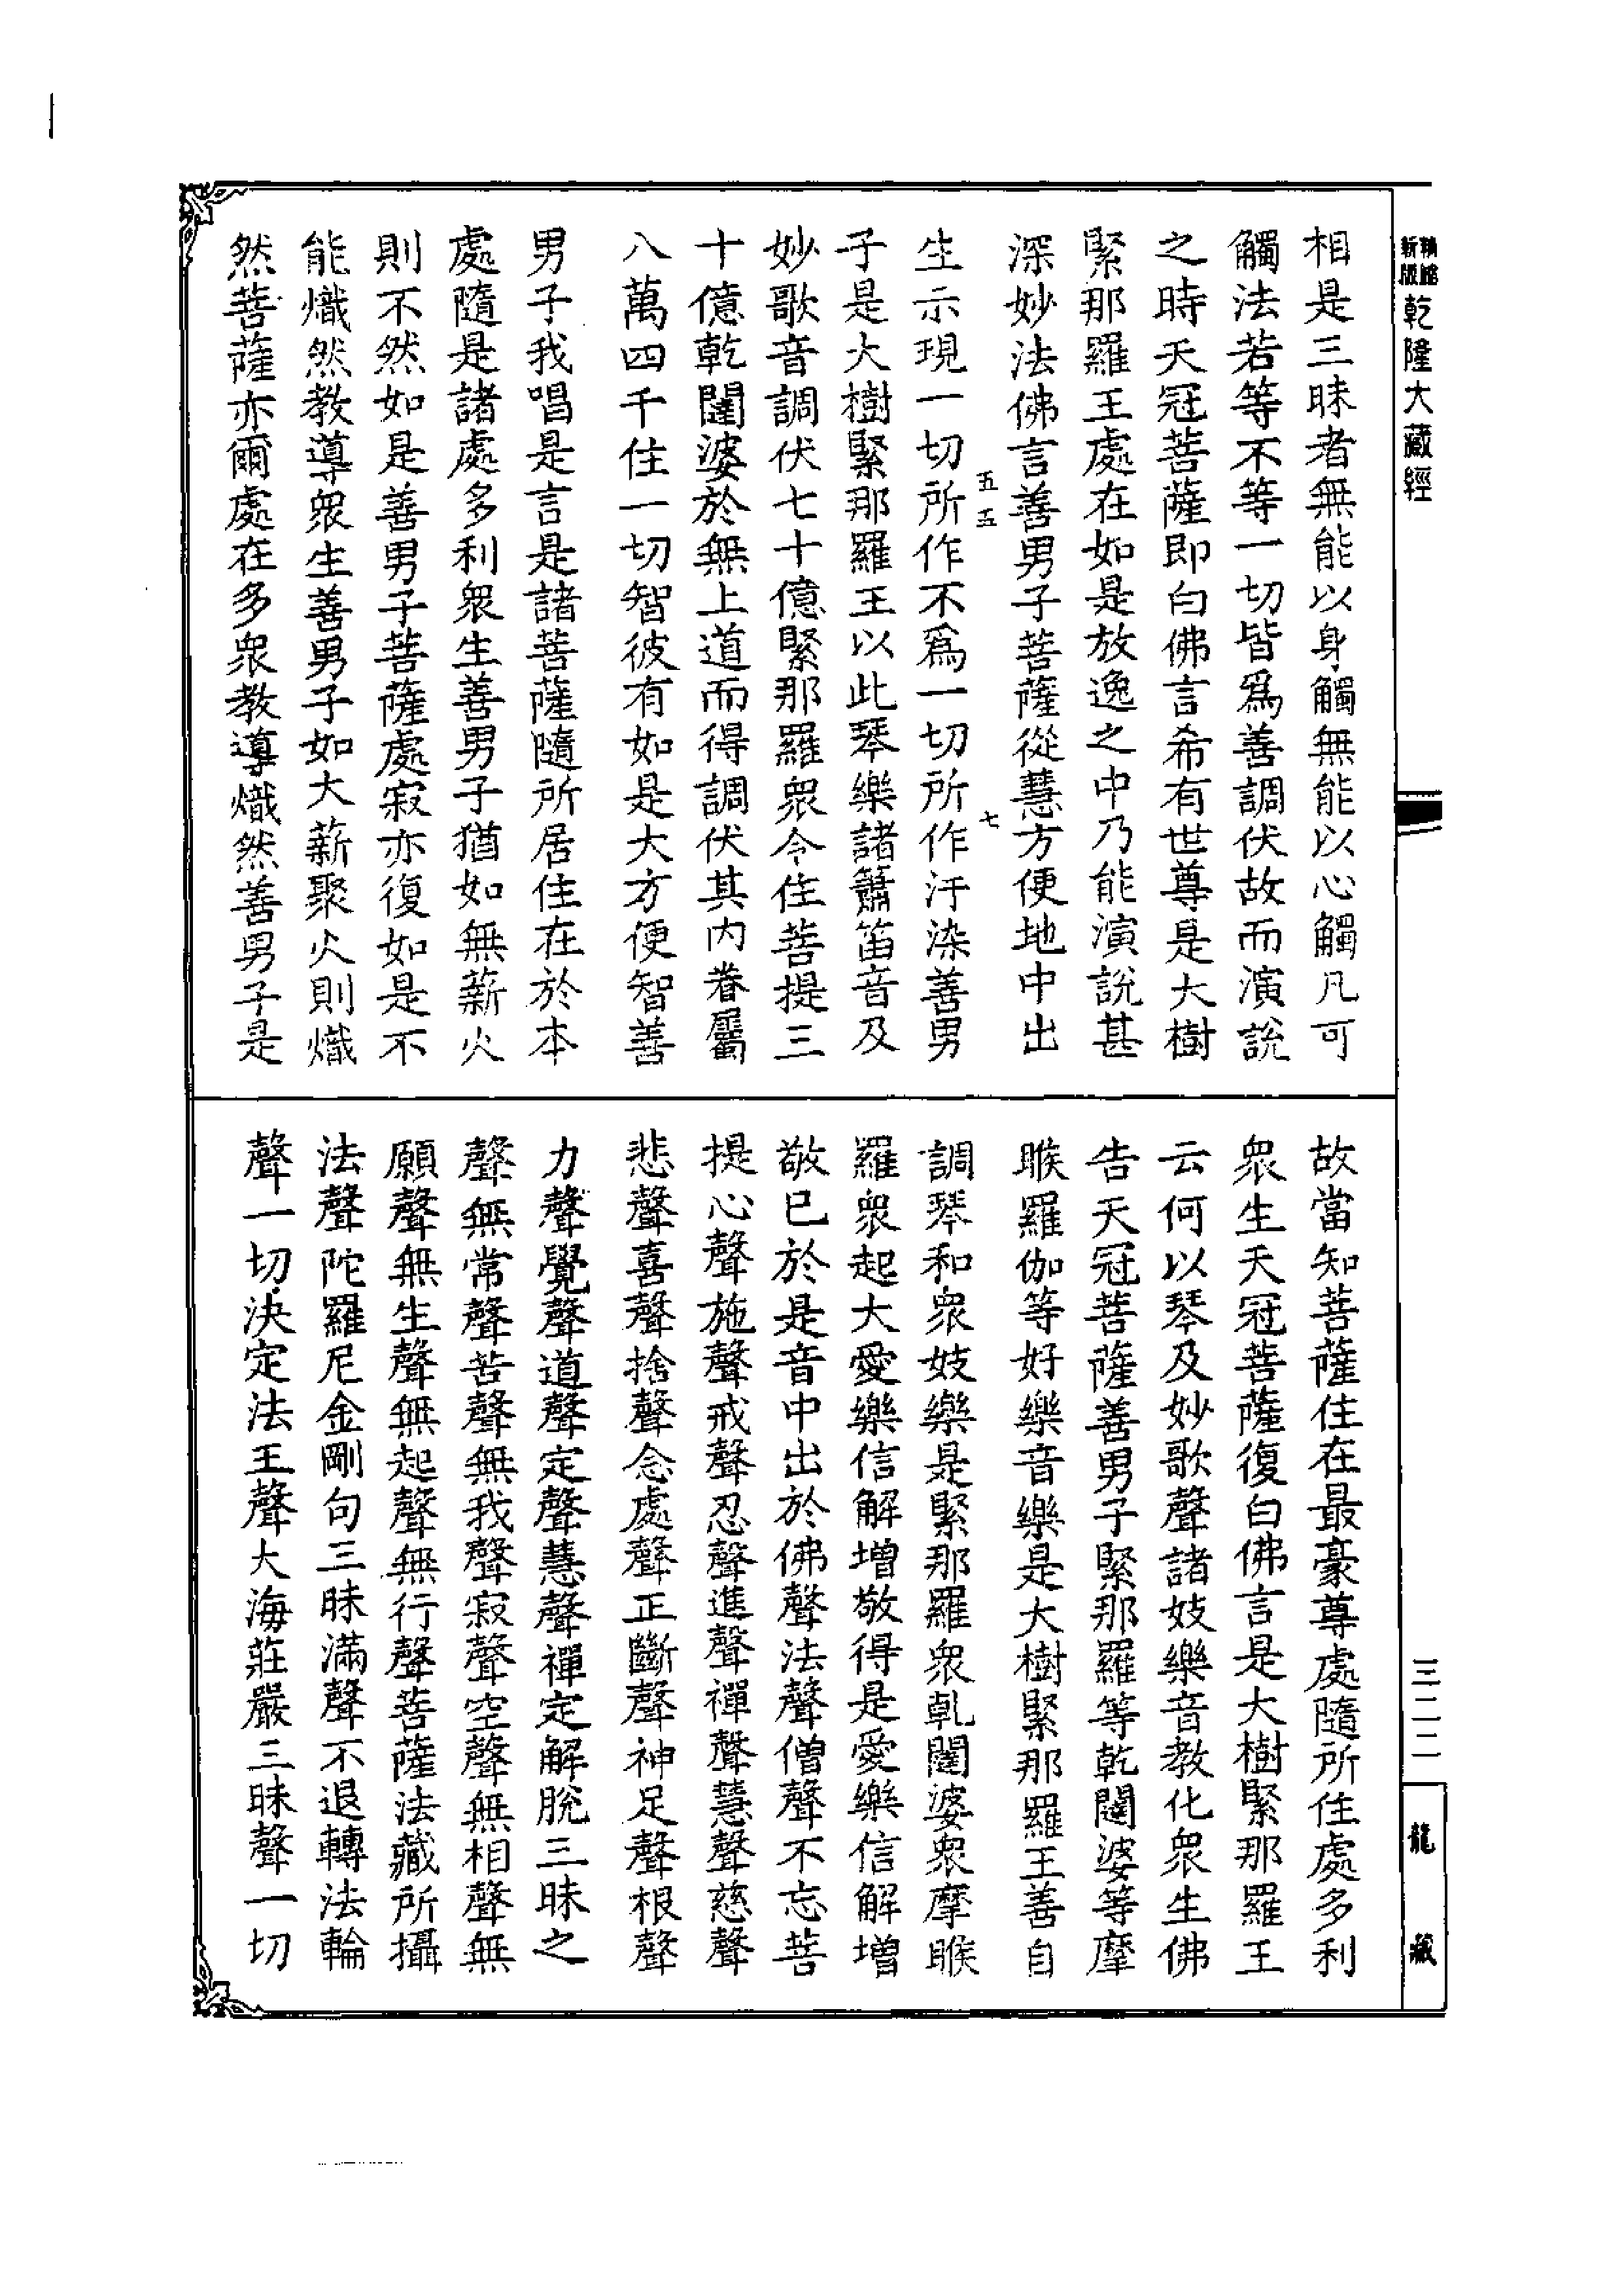 乾隆大藏經
相是三昧者無能以身觸無能以心觸凡可
觸法若等不等一切皆爲善調伏故而演說
之時天冠菩薩即白佛言希有世尊是大樹
緊那羅王處在如是放逸之中乃能演說甚
深妙法佛言善男子菩薩從慧方便地中出
五五 七
生示現一切所作不爲一切所作汙染善男
子是大樹緊那羅王以此琴樂諸簫笛音及
妙歌音調伏七十億緊那羅衆令住菩提三
十億乾闥婆於無上道而得調伏其內眷屬
八萬四千住一切智彼有如是大方便智善
男子我唱是言是諸菩薩隨所居住在於本
處隨是諸處多利衆生善男子猶如無薪火
則不然如是善男子菩薩處寂亦復如是不
能熾然教導衆生善男子如大薪聚火則熾
然菩薩亦爾處在多衆教導熾然善男子是
故當知菩薩住在最豪尊處隨所住處多利
衆生天冠菩薩復白佛言是大樹緊那羅王
云何以琴及妙歌聲諸妓樂音教化衆生佛
告天冠菩薩善男子緊那羅等乾闥婆等摩
睺羅伽等好樂音樂是大樹緊那羅王善自
調琴和衆妓樂是緊那羅衆乾闥婆衆摩睺
羅衆起大愛樂信解增敬得是愛樂信解增
敬已於是音中出於佛聲法聲僧聲不忘菩
提心聲施聲戒聲忍聲進聲禪聲慧聲慈聲
悲聲喜聲捨聲念處聲正斷聲神足聲根聲
力聲覺聲道聲定聲慧聲禪定解脫三昧之
聲無常聲苦聲無我聲寂聲空聲無相聲無
願聲無生聲無起聲無行聲菩薩法藏所攝
法聲陀羅尼金剛句三昧滿聲不退轉法輪
聲一切決定法王聲大海莊嚴三昧聲一切
三二二
龍藏